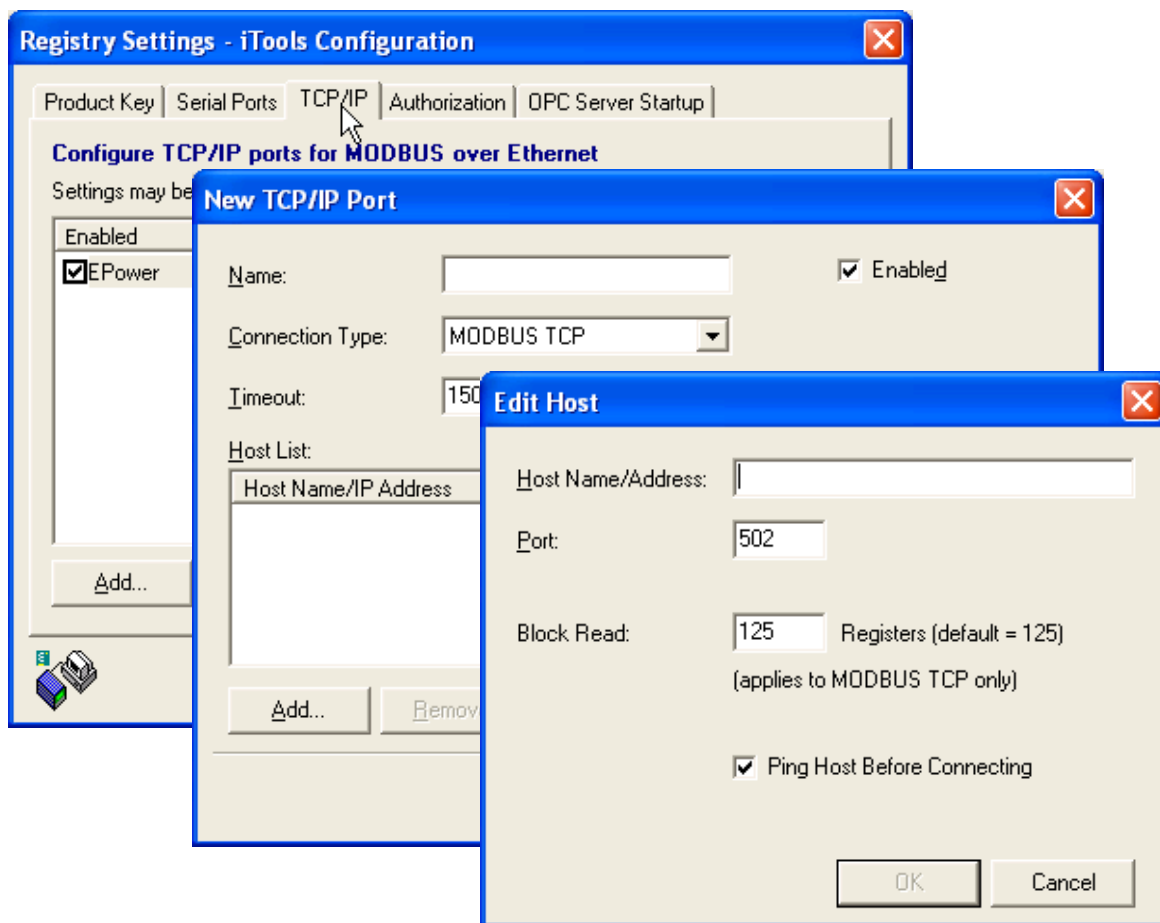 Registry Settings - iTools Configuration
Product Key Serial Ports TCP/IP Authorization OPC Server Startup
Configure TCP/IP ports for MODBUS over Ethernet
Settings may be
Enabled
EPower
Add...
New TCP/IP Port
Name:
Enabled
Connection Type: MODBUS TCP
Timeout: 150
Host List:
Host Name/IP Address
Add... Remov
Edit Host
Host Name/Address:
Port: 502
Block Read: 125 Registers (default = 125)
(applies to MODBUS TCP only)
Ping Host Before Connecting
OK Cancel